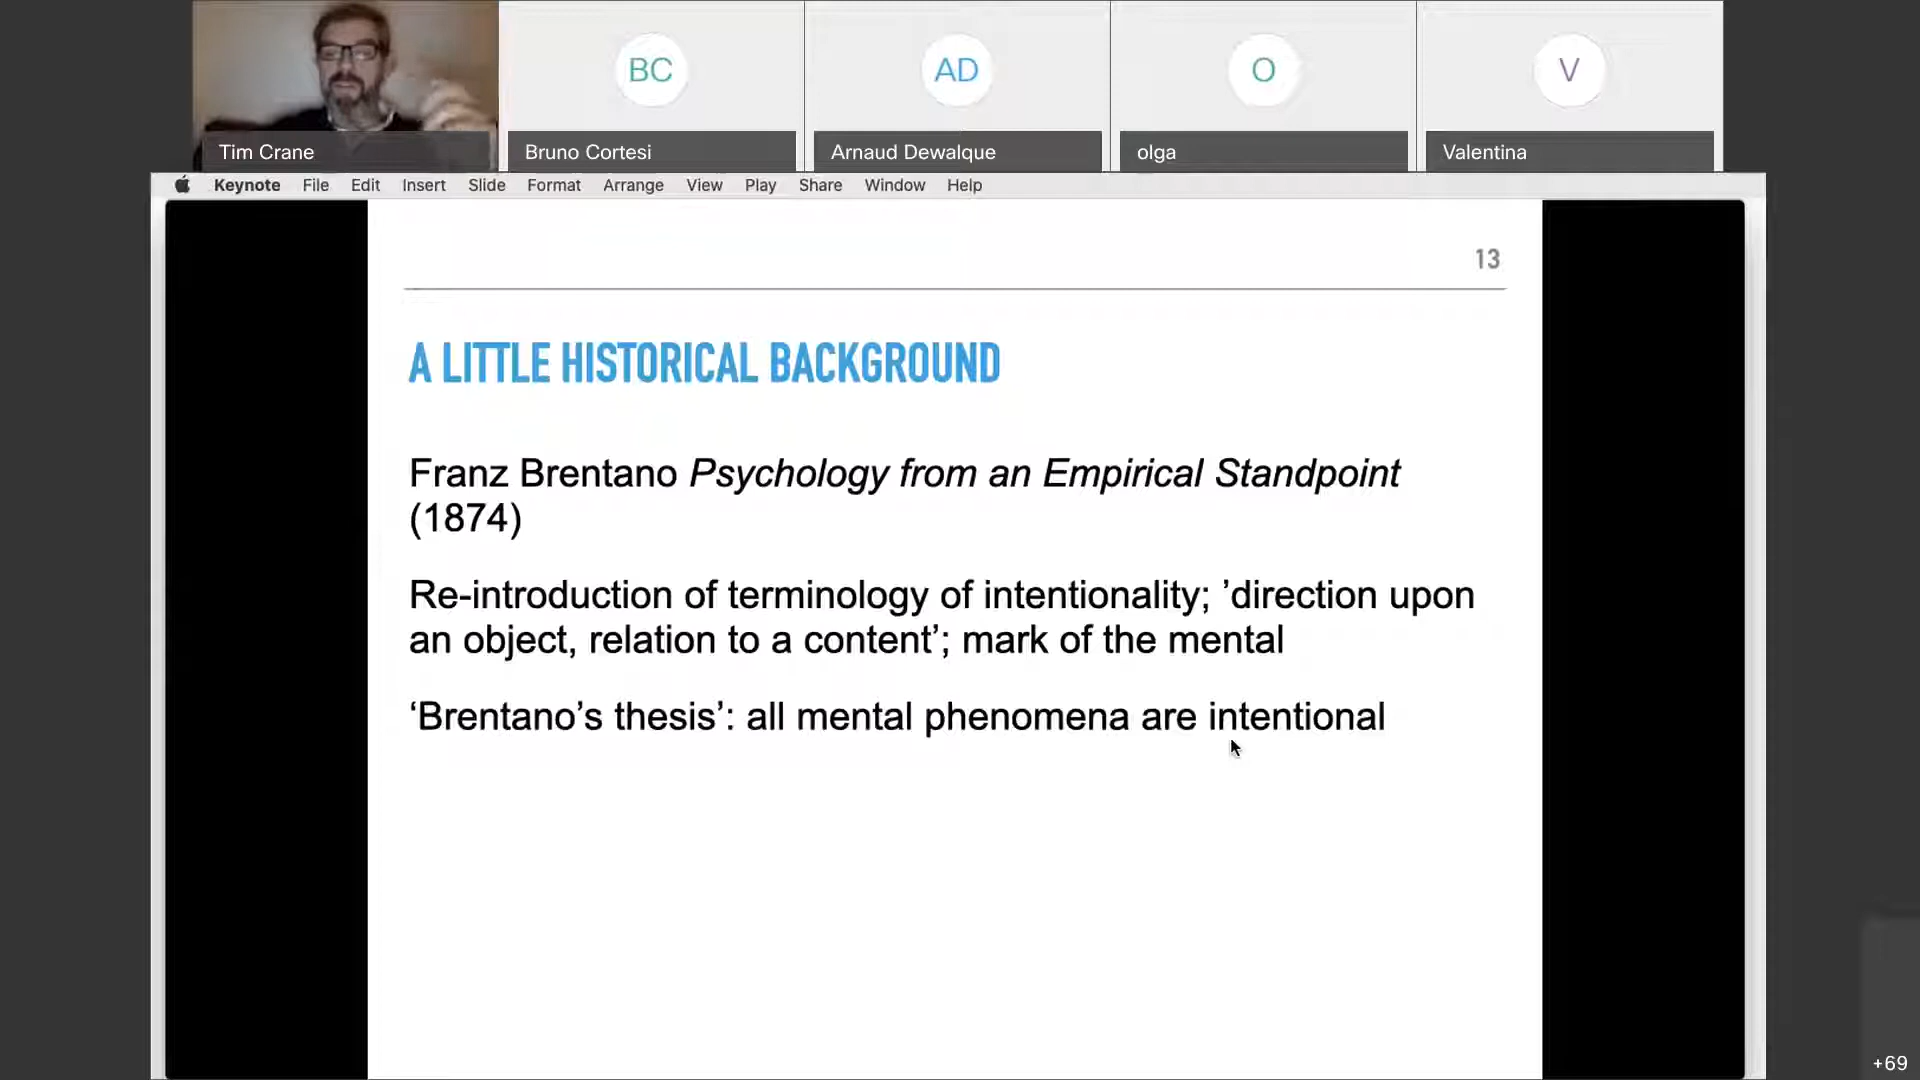 BC
AD
O
V
Tim Crane
Bruno Cortesi
Arnaud Dewalque
olga
Valentina
Keynote File Edit Insert Slide Format Arrange View Play Share Window Help
13
A LITTLE HISTORICAL BACKGROUND
Franz Brentano Psychology from an Empirical Standpoint
(1874)
Re-introduction of terminology of intentionality; ’direction upon
an object, relation to a content’; mark of the mental
‘Brentano’s thesis’: all mental phenomena are intentional
+69